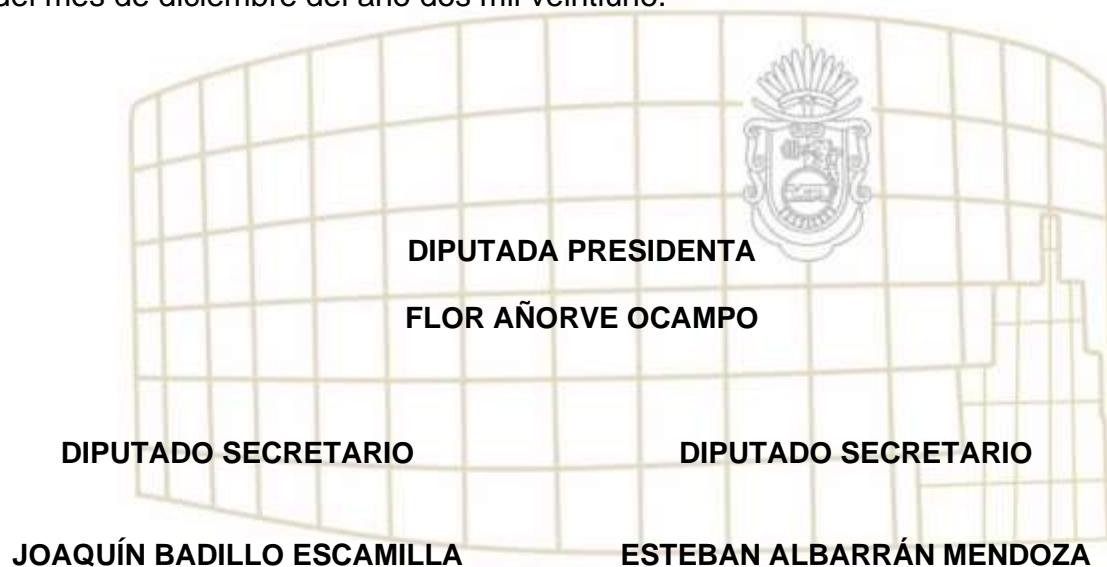 del mes de diciembre del año dos mil veintiuno.
DIPUTADA PRESIDENTA
FLOR AÑORVE OCAMPO
DIPUTADO SECRETARIO DIPUTADO SECRETARIO
JOAQUÍN BADILLO ESCAMILLA ESTEBAN ALBARRÁN MENDOZA